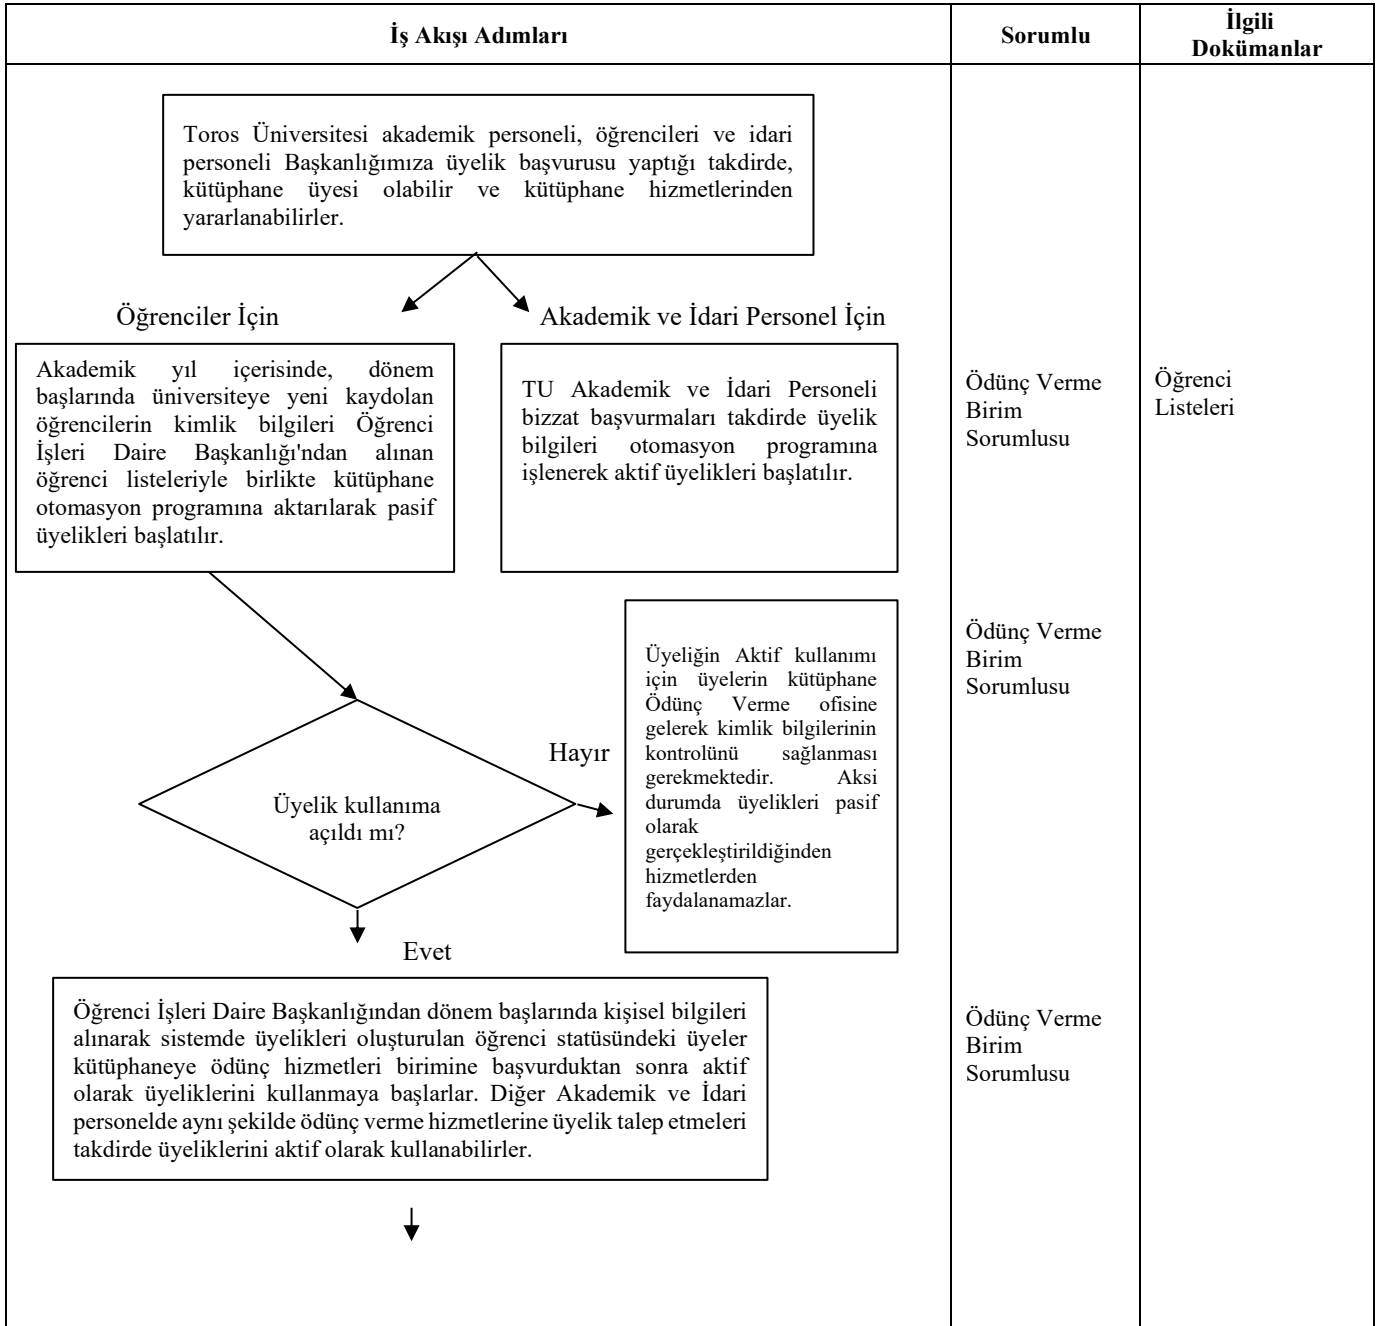 İş Akışı Adımları
Sorumlu
İlgili
Dokümanlar
Toros Üniversitesi akademik personeli, öğrencileri ve idari
personeli Başkanlığımıza üyelik başvurusu yaptığı takdirde,
kütüphane üyesi olabilir ve kütüphane hizmetlerinden
yararlanabilirler.
Öğrenciler İçin
Akademik ve İdari Personel İçin
Akademik yıl içerisinde, dönem
başlarında üniversiteye yeni kaydolan
öğrencilerin kimlik bilgileri Öğrenci
İşleri Daire Başkanlığı'ndan alınan
öğrenci listeleriyle birlikte kütüphane
otomasyon programına aktarılarak pasif
üyelikleri başlatılır.
TU Akademik ve İdari Personeli
bizzat başvurmaları takdirde üyelik
bilgileri otomasyon programına
işlenerek aktif üyelikleri başlatılır.
Ödünç Verme
Birim
Sorumlusu
Öğrenci
Listeleri
Üyeliğin Aktif kullanımı
için üyelerin kütüphane
Ödünç Verme ofisine
gelerek kimlik bilgilerinin
kontrolünü sağlanması
gerekmektedir. Aksi
durumda üyelikleri pasif
olarak
gerçekleştirildiğinden
hizmetlerden
faydalanamazlar.
Ödünç Verme
Birim
Sorumlusu
Hayır
Üyelik kullanıma
açıldı mı?
Evet
Öğrenci İşleri Daire Başkanlığından dönem başlarında kişisel bilgileri
alınarak sistemde üyelikleri oluşturulan öğrenci statüsündeki üyeler
kütüphaneye ödünç hizmetleri birimine başvurduktan sonra aktif
olarak üyeliklerini kullanmaya başlarlar. Diğer Akademik ve İdari
personelde aynı şekilde ödünç verme hizmetlerine üyelik talep etmeleri
takdirde üyeliklerini aktif olarak kullanabilirler.
Ödünç Verme
Birim
Sorumlusu